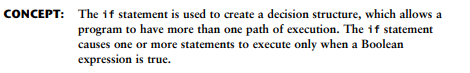 CONCEPT: The if statement is used to create a decision structure, which allows a
program to have more than one path of execution. The if statement
causes one or more statements to execute only when a Boolean
expression is true.